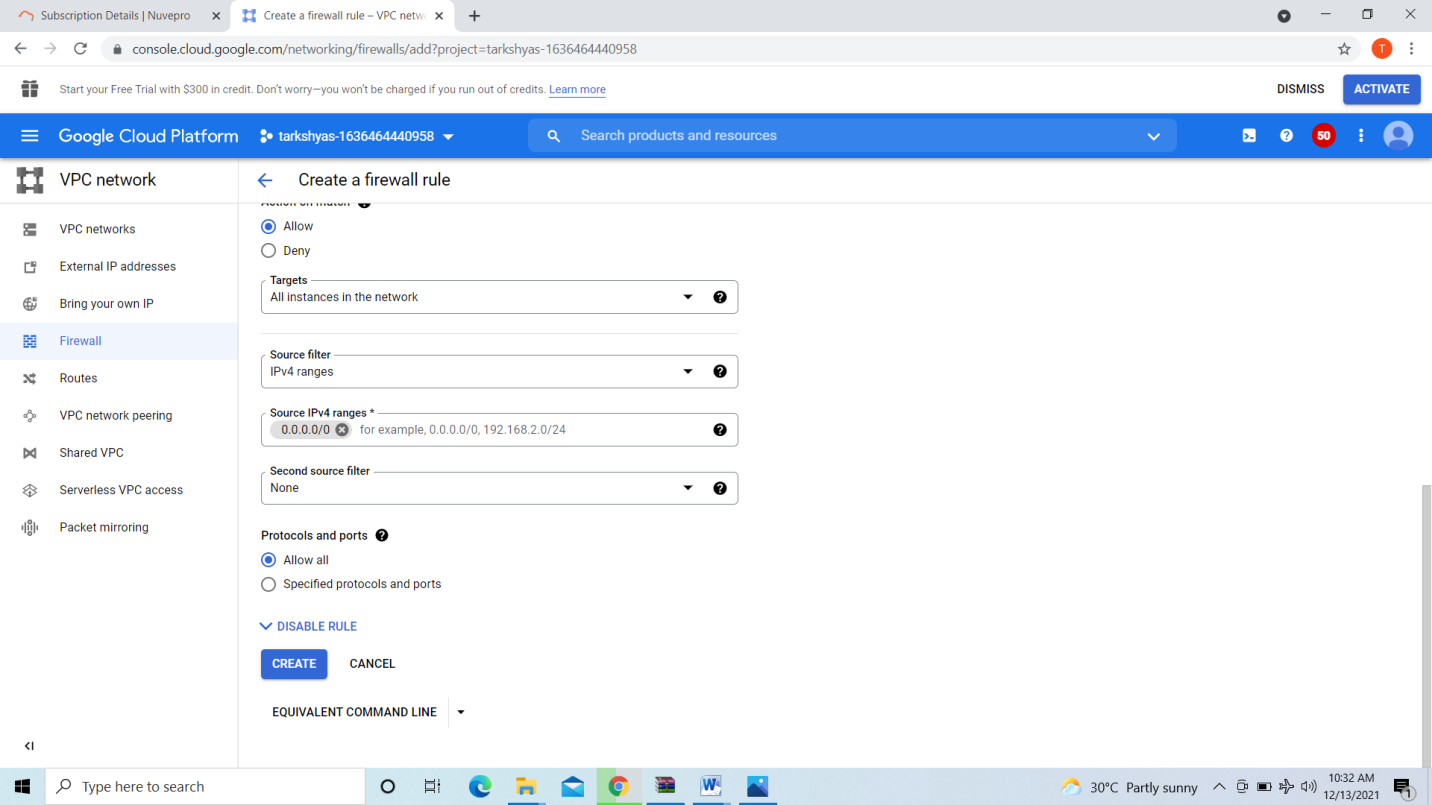 Subscription Details | Nuvepro
Create a firewall rule – VPC netw
console.cloud.google.com/networking/firewalls/add?project=tarkshyas-1636464440958
T
Start your Free Trial with $300 in credit. Don't worry—you won't be charged if you run out of credits. Learn more
DISMISS
ACTIVATE
Google Cloud Platform
tarkshyas-1636464440958
Search products and resources
50
VPC network
Create a firewall rule
VPC networks
External IP addresses
Bring your own IP
Firewall
Routes
VPC network peering
Shared VPC
Serverless VPC access
Packet mirroring
Action on match
Allow
Deny
Targets
All instances in the network
Source filter
IPv4 ranges
Source IPv4 ranges *
0.0.0.0/0 for example, 0.0.0.0/0, 192.168.2.0/24
Second source filter
None
Protocols and ports
Allow all
Specified protocols and ports
DISABLE RULE
CREATE
CANCEL
EQUIVALENT COMMAND LINE
Type here to search
30°C Partly sunny
10:32 AM
12/13/2021
1